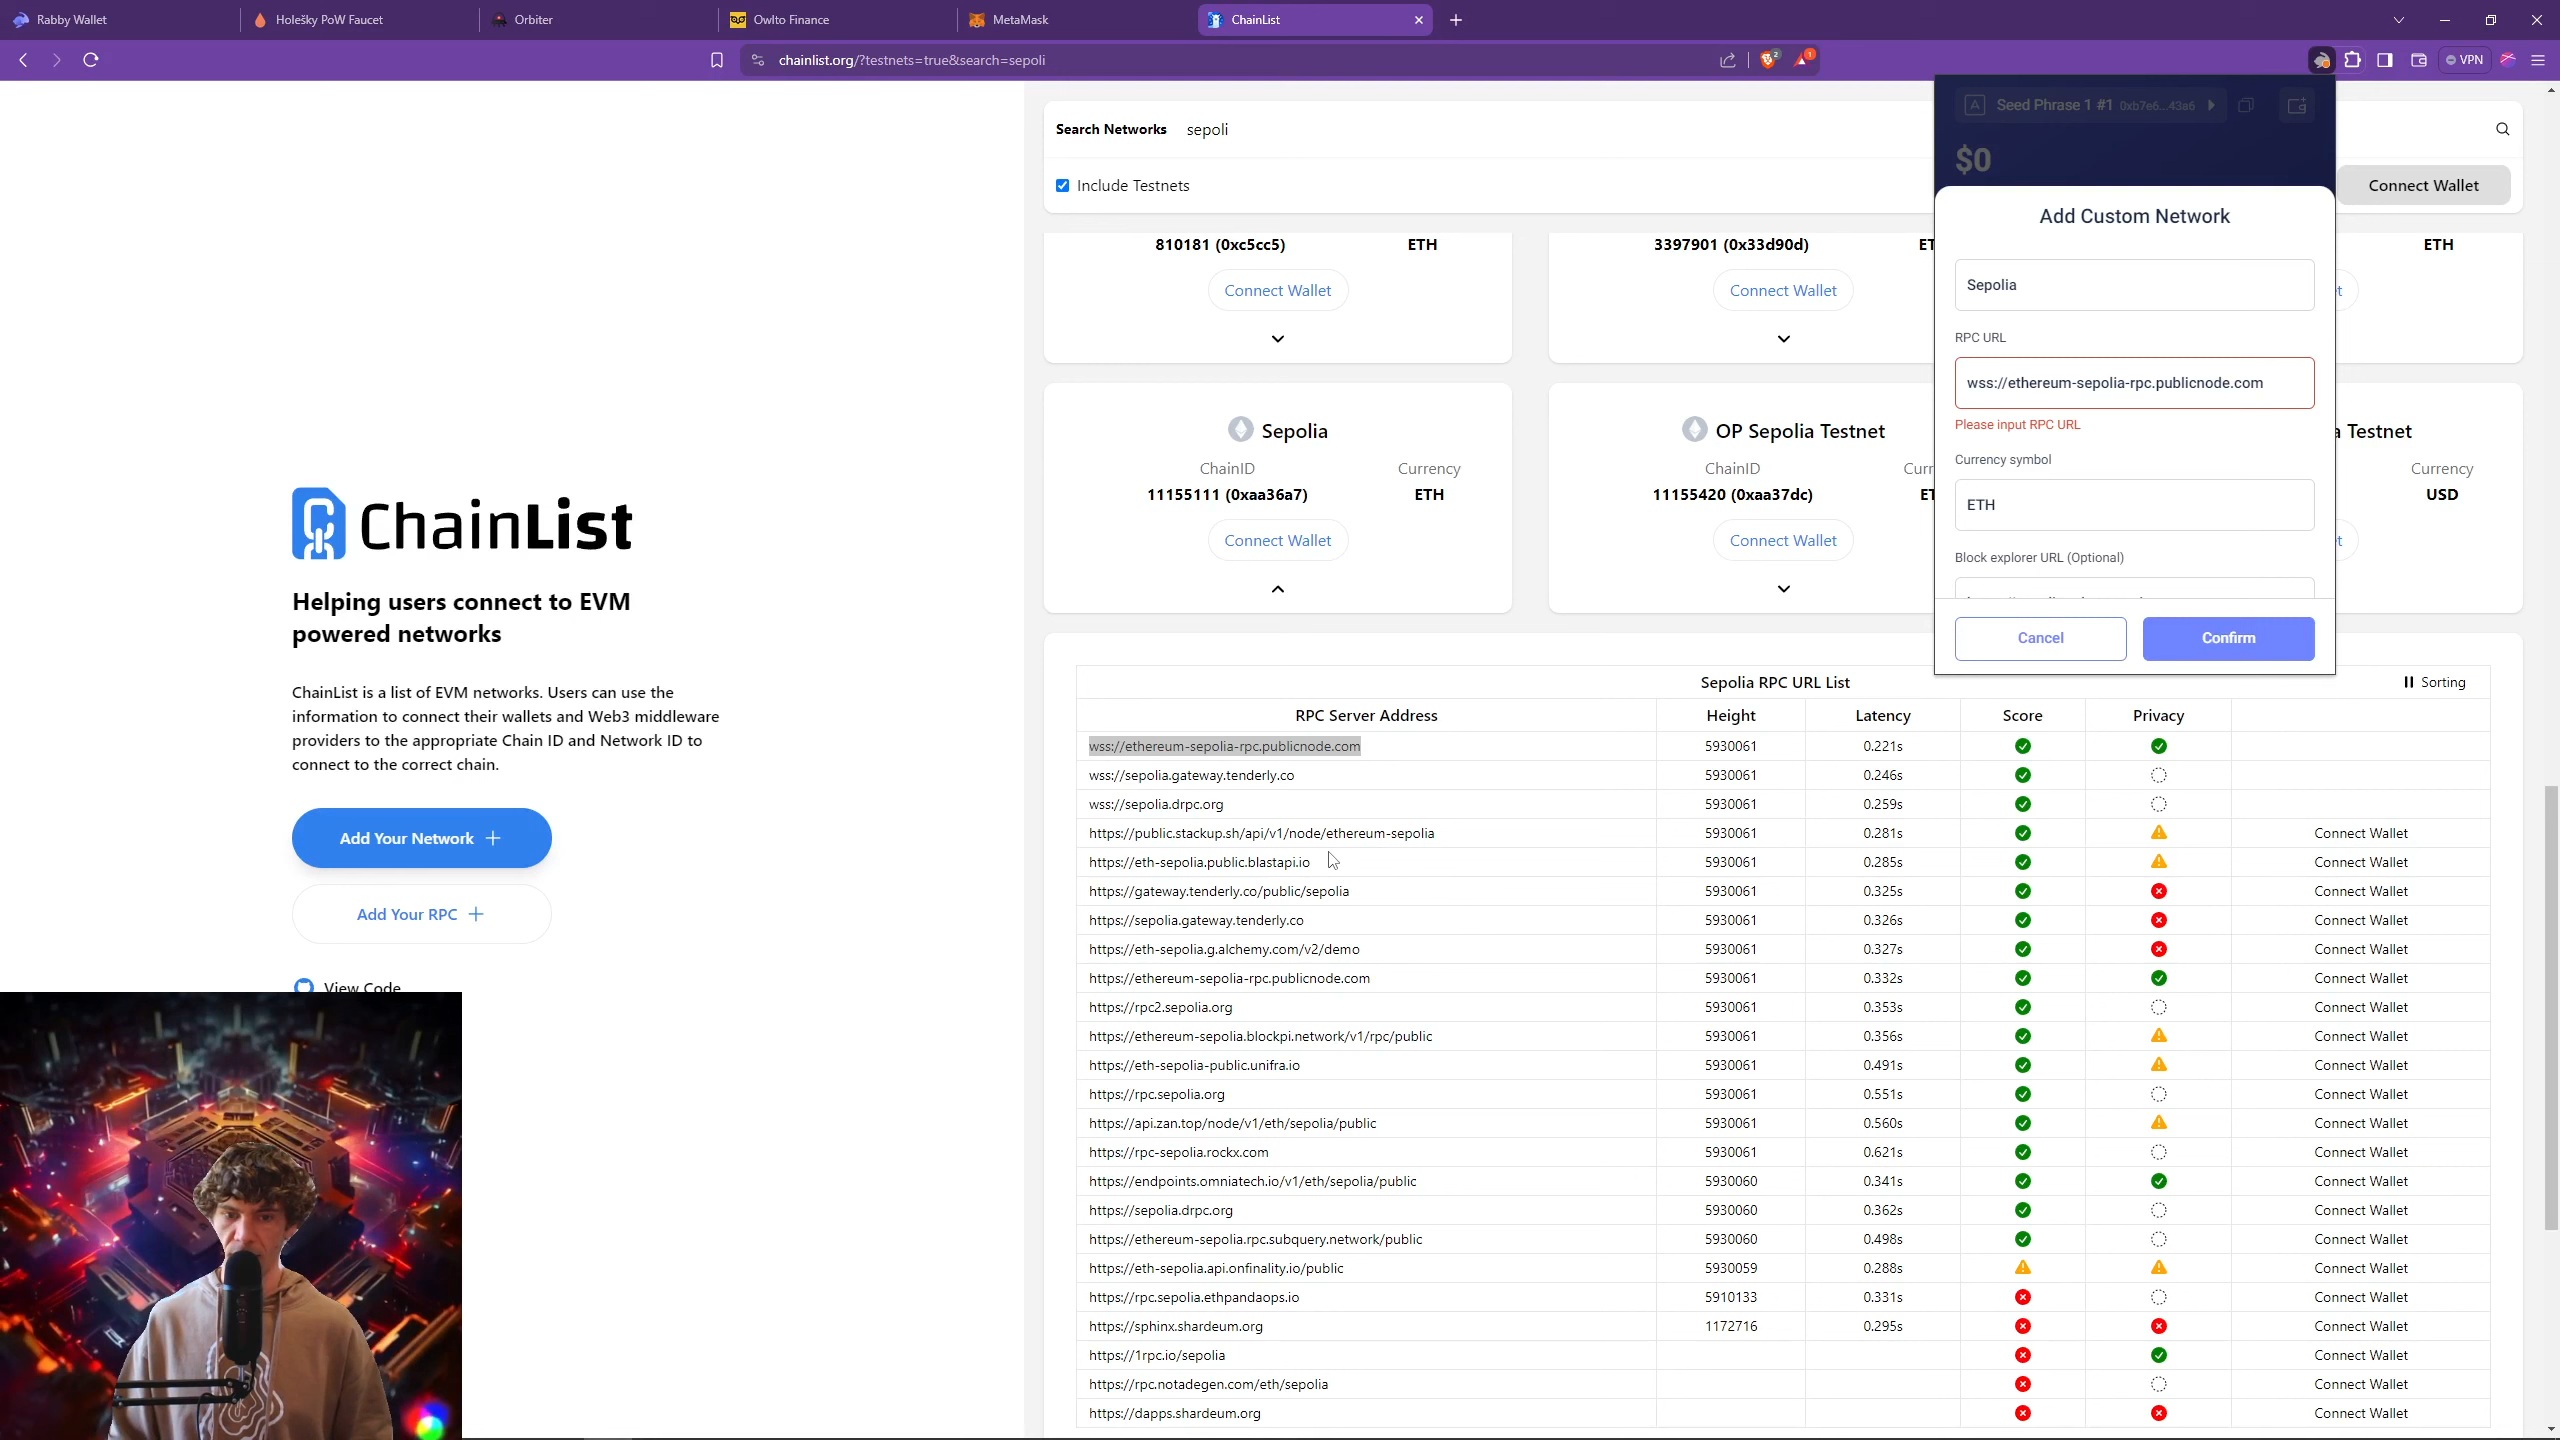 Rabby Wallet
Holešky PoW Faucet
Orbiter
Owlto Finance
MetaMask
ChainList
chainlist.org/?testnets=true&search=sepoli
2
1
VPN
Search Networks sepoli
Include Testnets
Connect Wallet
810181 (0xc5cc5) ETH
Connect Wallet
3397901 (0x33d90d) ET
Connect Wallet
ETH
t
Sepolia
ChainID Currency
11155111 (0xaa36a7) ETH
Connect Wallet
OP Sepolia Testnet
ChainID Curr
11155420 (0xaa37dc) ET
Connect Wallet
a Testnet
Currency
USD
t
ChainList
Helping users connect to EVM
powered networks
ChainList is a list of EVM networks. Users can use the
information to connect their wallets and Web3 middleware
providers to the appropriate Chain ID and Network ID to
connect to the correct chain.
Add Your Network
Add Your RPC
View Code
Seed Phrase 1 #1 0xb7e6...43a6
$0
Add Custom Network
Sepolia
RPC URL
wss://ethereum-sepolia-rpc.publicnode.com
Please input RPC URL
Currency symbol
ETH
Block explorer URL (Optional)
Cancel
Confirm
Sepolia RPC URL List
Sorting
RPC Server Address Height Latency Score Privacy
wss://ethereum-sepolia-rpc.publicnode.com 5930061 0.221s
wss://sepolia.gateway.tenderly.co 5930061 0.246s
wss://sepolia.drpc.org 5930061 0.259s
https://public.stackup.sh/api/v1/node/ethereum-sepolia 5930061 0.281s Connect Wallet
https://eth-sepolia.public.blastapi.io 5930061 0.285s Connect Wallet
https://gateway.tenderly.co/public/sepolia 5930061 0.325s Connect Wallet
https://sepolia.gateway.tenderly.co 5930061 0.326s Connect Wallet
https://eth-sepolia.g.alchemy.com/v2/demo 5930061 0.327s Connect Wallet
https://ethereum-sepolia-rpc.publicnode.com 5930061 0.332s Connect Wallet
https://rpc2.sepolia.org 5930061 0.353s Connect Wallet
https://ethereum-sepolia.blockpi.network/v1/rpc/public 5930061 0.356s Connect Wallet
https://eth-sepolia-public.unifra.io 5930061 0.491s Connect Wallet
https://rpc.sepolia.org 5930061 0.551s Connect Wallet
https://api.zan.top/node/v1/eth/sepolia/public 5930061 0.560s Connect Wallet
https://rpc-sepolia.rockx.com 5930061 0.621s Connect Wallet
https://endpoints.omniatech.io/v1/eth/sepolia/public 5930060 0.341s Connect Wallet
https://sepolia.drpc.org 5930060 0.362s Connect Wallet
https://ethereum-sepolia.rpc.subquery.network/public 5930060 0.498s Connect Wallet
https://eth-sepolia.api.onfinality.io/public 5930059 0.288s Connect Wallet
https://rpc.sepolia.ethpandaops.io 5910133 0.331s Connect Wallet
https://sphinx.shardeum.org 1172716 0.295s Connect Wallet
https://1rpc.io/sepolia Connect Wallet
https://rpc.notadegen.com/eth/sepolia Connect Wallet
https://dapps.shardeum.org Connect Wallet